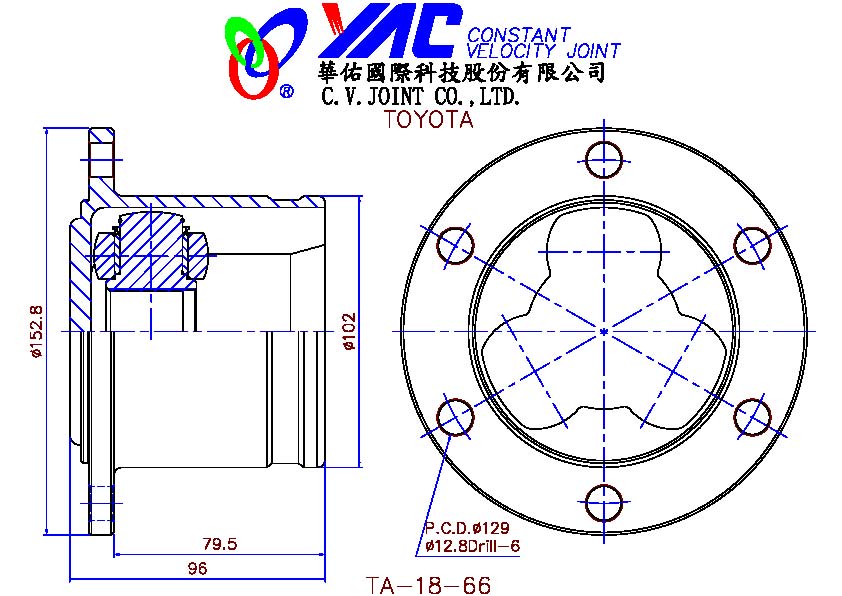 YAC CONSTANT
VELOCITY JOINT
華佑國際科技股份有限公司
®
C.V.JOINT CO.,LTD.
TOYOTA
ø152.8
ø102
P.C.D.ø129
ø12.8Drill-6
79.5
96
TA-18-66